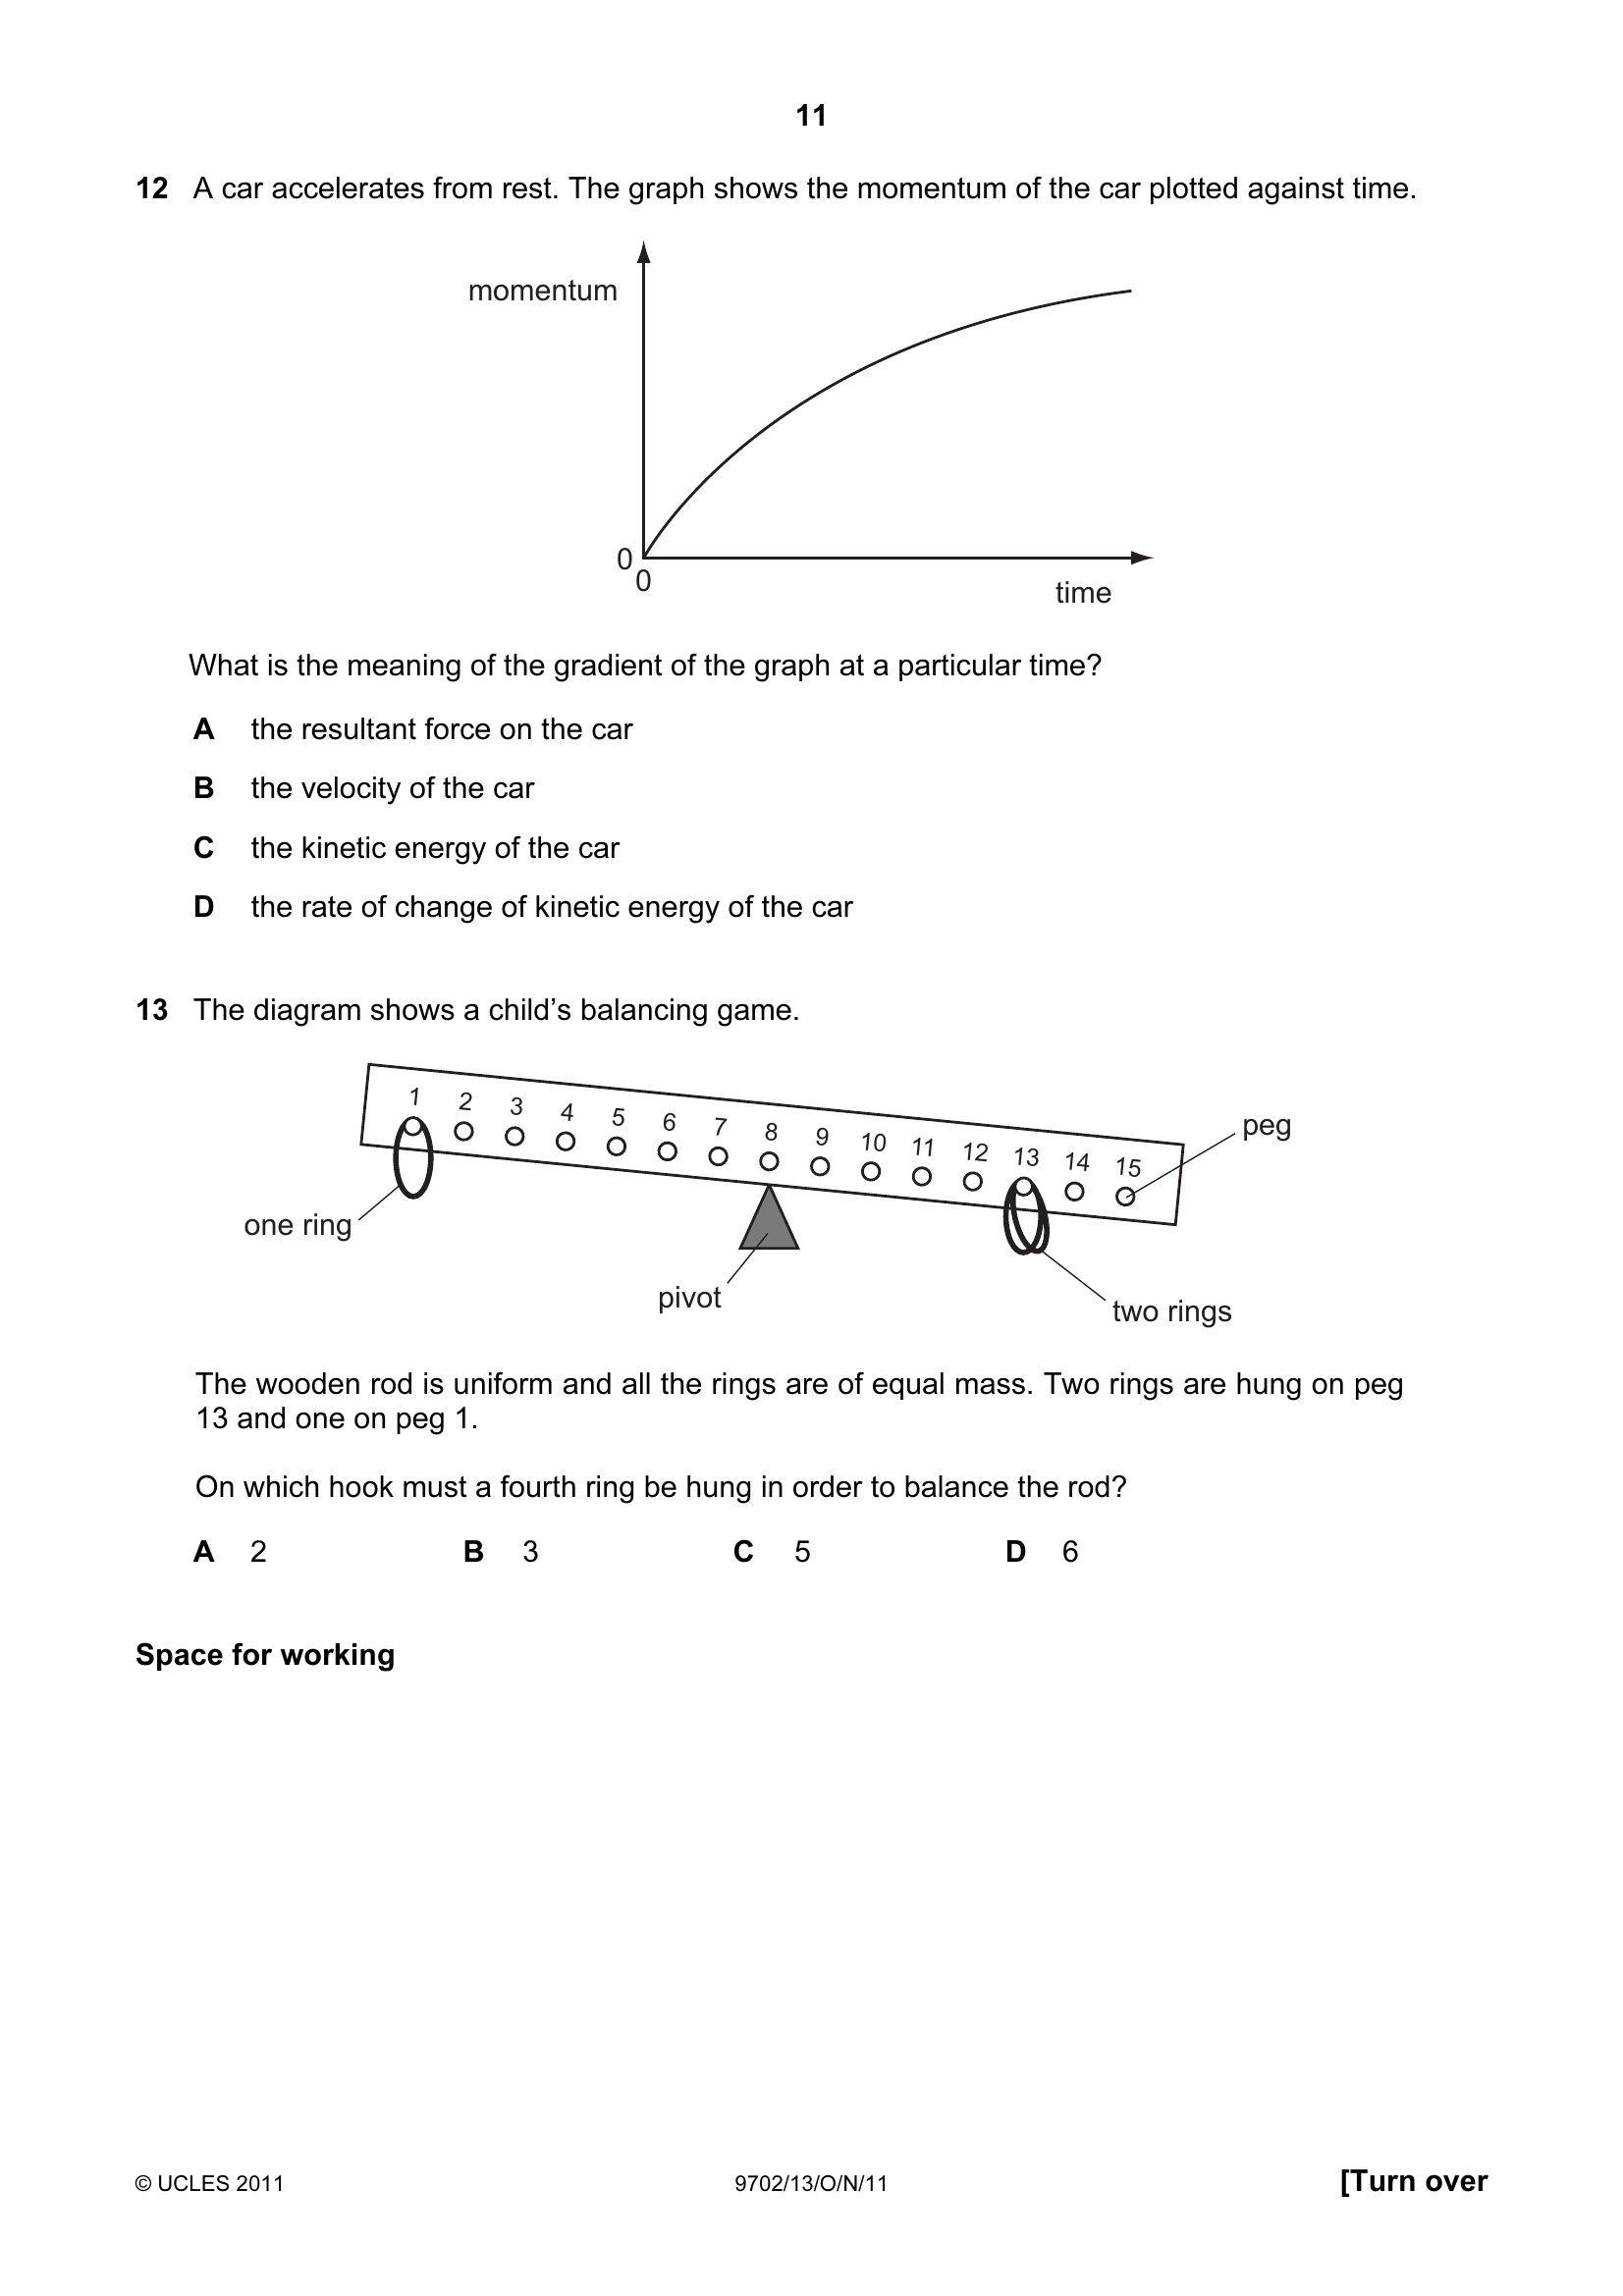 11
12 A car accelerates from rest. The graph shows the momentum of the car plotted against time.
momentum
0
0
time
What is the meaning of the gradient of the graph at a particular time?
A the resultant force on the car
B the velocity of the car
C the kinetic energy of the car
D the rate of change of kinetic energy of the car
13 The diagram shows a child’s balancing game.
1 2 3 4 5 6 7 8 9 10 11 12 13 14 15
peg
one ring
pivot
two rings
The wooden rod is uniform and all the rings are of equal mass. Two rings are hung on peg
13 and one on peg 1.
On which hook must a fourth ring be hung in order to balance the rod?
A 2 B 3 C 5 D 6
Space for working
© UCLES 2011 9702/13/O/N/11 [Turn over